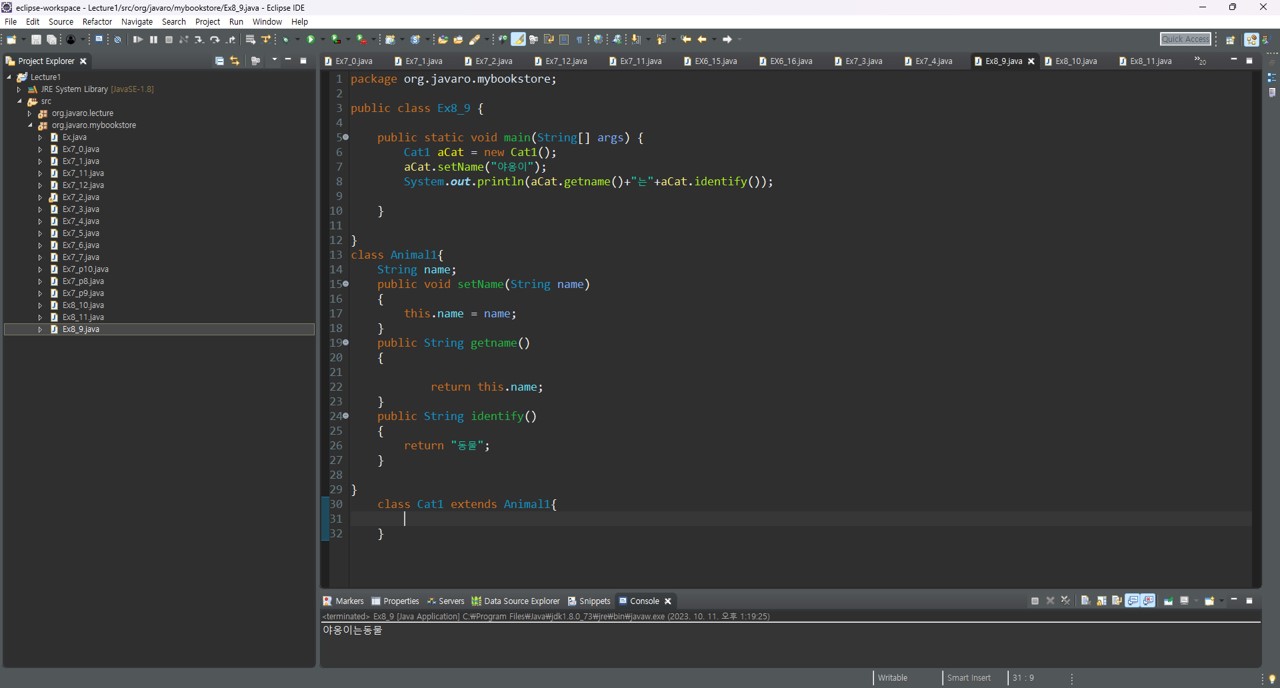 eclipse-workspace - Lecture1/src/org/javaro/mybookstore/Ex8_9.java - Eclipse IDE
File Edit Source Refactor Navigate Search Project Run Window Help
Quick Access
Project Explorer
Ex7_0.java Ex7_1.java Ex7_2.java Ex7_12.java Ex7_11.java EX6_15.java EX6_16.java Ex7_3.java Ex7_4.java Ex8_9.java Ex8_10.java Ex8_11.java »20
Lecture1
JRE System Library [JavaSE-1.8]
src
org.javaro.lecture
org.javaro.mybookstore
Ex.java
Ex7_0.java
Ex7_1.java
Ex7_11.java
Ex7_12.java
Ex7_2.java
Ex7_3.java
Ex7_4.java
Ex7_5.java
Ex7_6.java
Ex7_7.java
Ex7_p10.java
Ex7_p8.java
Ex7_p9.java
Ex8_10.java
Ex8_11.java
Ex8_9.java
1 package org.javaro.mybookstore;
2
3 public class Ex8_9 {
4
5 public static void main(String[] args) {
6 Cat1 aCat = new Cat1();
7 aCat.setName("야옹이");
8 System.out.println(aCat.getname()+"는"+aCat.identify());
9
10 }
11
12 }
13 class Animal1{
14 String name;
15 public void setName(String name)
16 {
17 this.name = name;
18 }
19 public String getname()
20 {
21
22 return this.name;
23 }
24 public String identify()
25 {
26 return "동물";
27 }
28
29 }
30 class Cat1 extends Animal1{
31
32 }
Markers Properties Servers Data Source Explorer Snippets Console
<terminated> Ex8_9 [Java Application] C:₩Program Files₩Java₩jdk1.8.0_73₩jre₩bin₩javaw.exe (2023. 10. 11. 오후 1:19:25)
야옹이는동물
Writable Smart Insert 31 : 9